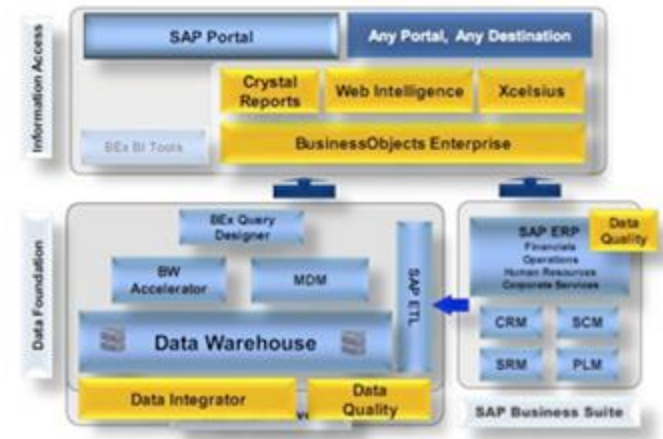 Information Access
SAP Portal
Any Portal, Any Destination
Crystal
Reports
Web Intelligence
Xcelsius
BEx BI Tools
BusinessObjects Enterprise
Data Foundation
BEx Query
Designer
BW
Accelerator
MDM
SAP ETL
Data Warehouse
Data Integrator
Data
Quality
SAP ERP
Financials
Operations
Human Resources
Corporate Services
Data
Quality
CRM
SCM
SRM
PLM
SAP Business Suite